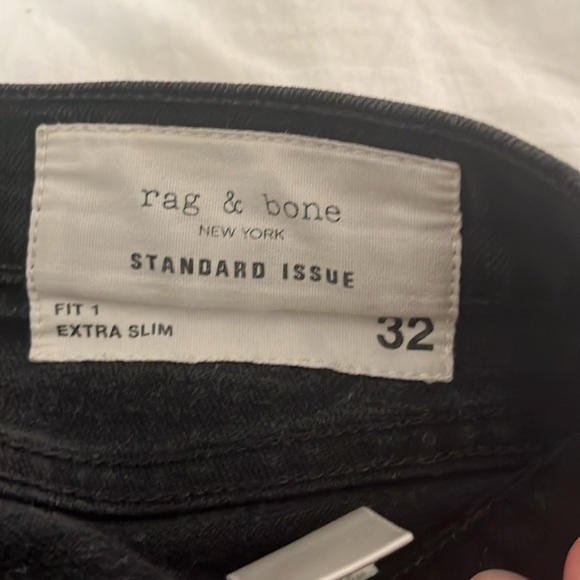 rag & bone
NEW YORK
STANDARD ISSUE
FIT 1
EXTRA SLIM
32